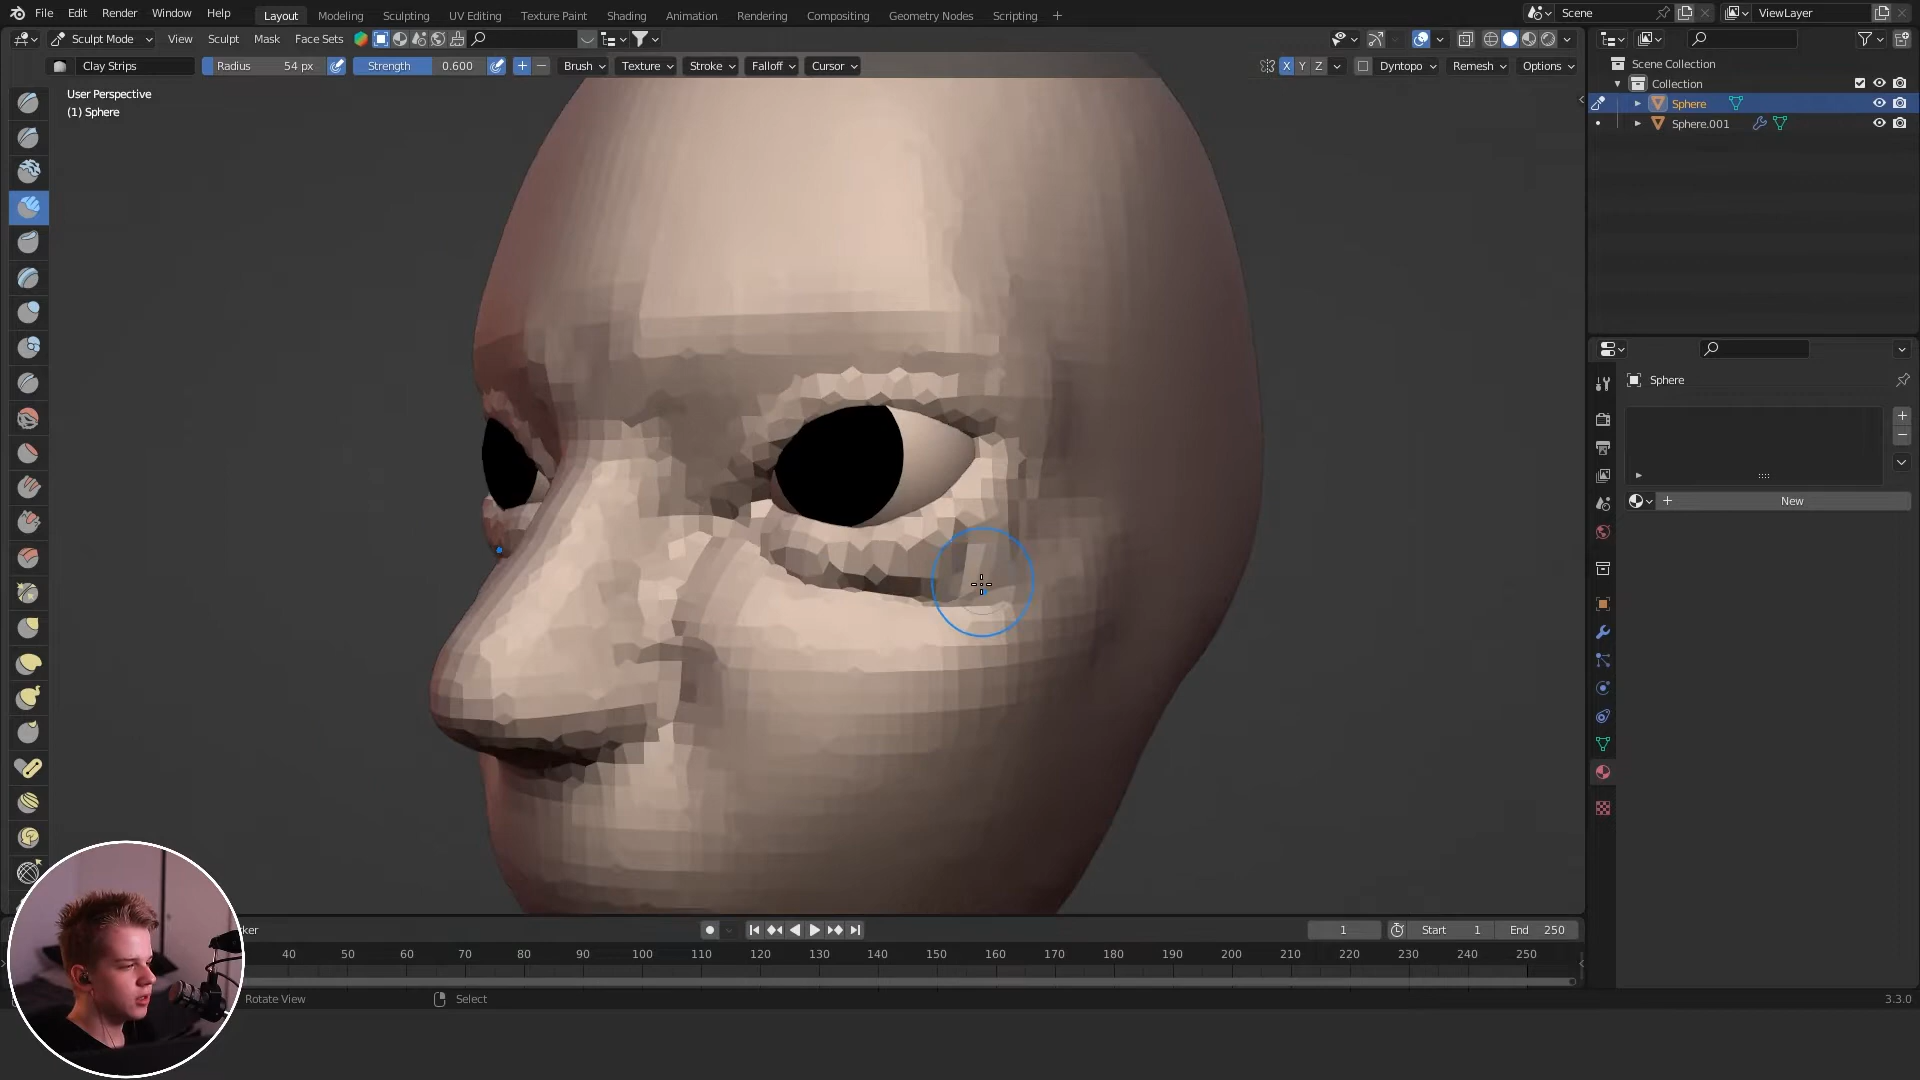 File Edit Render Window Help Layout Modeling Sculpting UV Editing Texture Paint Shading Animation Rendering Compositing Geometry Nodes Scripting + Scene ViewLayer
Sculpt Mode View Sculpt Mask Face Sets
Clay Strips Radius 54 px Strength 0.600 + − Brush Texture Stroke Falloff Cursor X Y Z Dyntopo Remesh Options
User Perspective
(1) Sphere
Scene Collection
Collection
Sphere
Sphere.001
Sphere
New
ker 1 Start 1 End 250
40 50 60 70 80 90 100 110 120 130 140 150 160 170 180 190 200 210 220 230 240 250
Rotate View Select 3.3.0